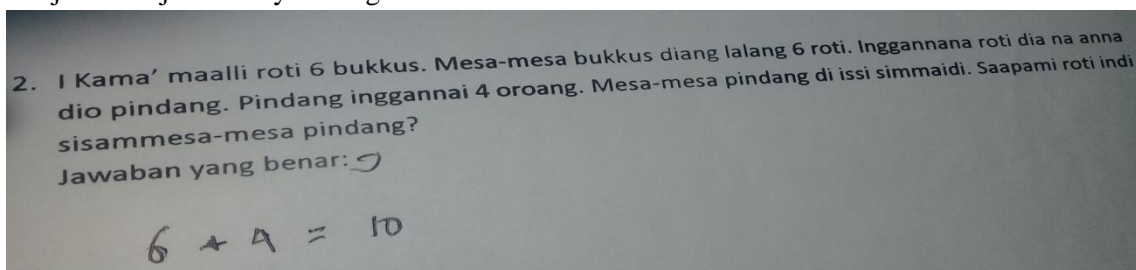 2. I Kama' maalli roti 6 bukkus. Mesa-mesa bukkus diang lalang 6 roti. Inggannana roti dia na anna
dio pindang. Pindang inggannai 4 oroang. Mesa-mesa pindang di issi simmaidi. Saapami roti indi
sisammesa-mesa pindang?
Jawaban yang benar: 9
6 + 4 = 10